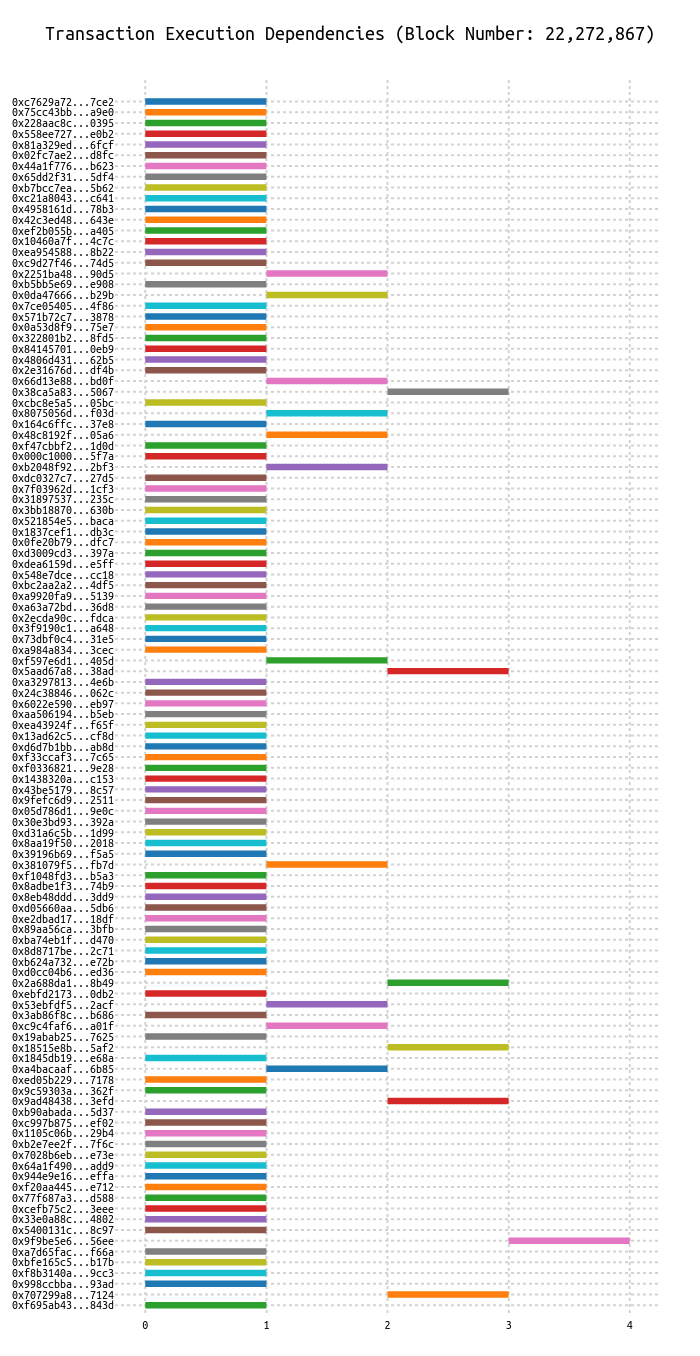 Transaction Execution Dependencies (Block Number: 22,272,867)
0xc7629a72...7ce2
0x75cc43bb...a9e0
0x228aac8c...0395
0x558ee727...e0b2
0x81a329ed...6fcf
0x02fc7ae2...d8fc
0x44a1f776...b623
0x65dd2f31...5df4
0xb7bcc7ea...5b62
0xc21a8043...c641
0x4958161d...78b3
0x42c3ed48...643e
0xef2b055b...a405
0x10460a7f...4c7c
0xea954588...8b22
0xc9d27f46...74d5
0x2251ba48...90d5
0xb5bb5e69...e908
0x0da47666...b29b
0x7ce05405...4f86
0x571b72c7...3878
0x0a53d8f9...75e7
0x322801b2...8fd5
0x84145701...0eb9
0x4806d431...62b5
0x2e31676d...df4b
0x66d13e88...bd0f
0x38ca5a83...5067
0xcbc8e5a5...05bc
0x8075056d...f03d
0x164c6ffc...37e8
0x48c8192f...05a6
0xf47cbbf2...1d0d
0x000c1000...5f7a
0xb2048f92...2bf3
0xdc0327c7...27d5
0x7f03962d...1cf3
0x31897537...235c
0x3bb18870...630b
0x521854e5...baca
0x1837cef1...db3c
0x0fe20b79...dfc7
0xd3009cd3...397a
0xdea6159d...e5ff
0x548e7dce...cc18
0xbc2aa2a2...4df5
0xa9920fa9...5139
0xa63a72bd...36d8
0x2ecda90c...fdca
0x3f9190c1...a648
0x73dbf0c4...31e5
0xa984a834...3cec
0xf597e6d1...405d
0x5aad67a8...38ad
0xa3297813...4e6b
0x24c38846...062c
0x6022e590...eb97
0xaa506194...b5eb
0xea43924f...f65f
0x13ad62c5...cf8d
0xd6d7b1bb...ab8d
0xf33ccaf3...7c65
0xf0336821...9e28
0x1438320a...c153
0x43be5179...8c57
0x9fefc6d9...2511
0x05d786d1...9e0c
0x30e3bd93...392a
0xd31a6c5b...1d99
0x8aa19f50...2018
0x39196b69...f5a5
0x381079f5...fb7d
0xf1048fd3...b5a3
0x8adbe1f3...74b9
0x8eb48ddd...3dd9
0xd05660aa...5db6
0xe2dbad17...18df
0x89aa56ca...3bfb
0xba74eb1f...d470
0x8d8717be...2c71
0xb624a732...e72b
0xd0cc04b6...ed36
0x2a688da1...8b49
0xebfd2173...0db2
0x53ebfdf5...2acf
0x3ab86f8c...b686
0xc9c4faf6...a01f
0x19abab25...7625
0x18515e8b...5af2
0x1845db19...e68a
0xa4bacaaf...6b85
0xed05b229...7178
0x9c59303a...362f
0x9ad48438...3efd
0xb90abada...5d37
0xc997b875...ef02
0x1105c06b...29b4
0xb2e7ee2f...7f6c
0x7028b6eb...e73e
0x64a1f490...add9
0x944e9e16...effa
0xf20aa445...e712
0x77f687a3...d588
0xcefb75c2...3eee
0x33e0a88c...4802
0x5400131c...8c97
0x9f9be5e6...56ee
0xa7d65fac...f66a
0xbfe165c5...b17b
0xf8b3140a...9cc3
0x998ccbba...93ad
0x707299a8...7124
0xf695ab43...843d
0 1 2 3 4